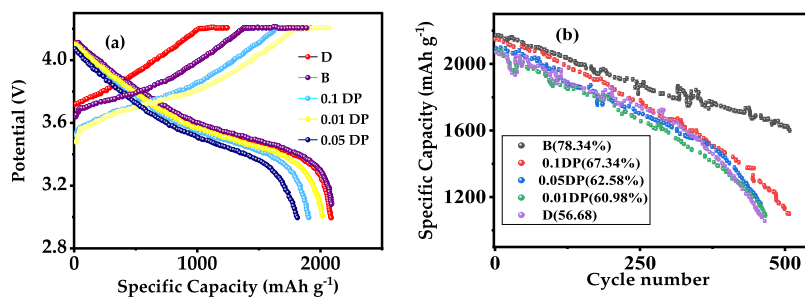 (a)
4.2
3.6
3.2
2.8
0
1000
2000
Potential (V)
Specific Capacity (mAh g-1)
D
B
0.1 DP
0.01 DP
0.05 DP
(b)
2000
1600
1200
0
250
500
Specific Capacity (mAh g-1)
Cycle number
B(78.34%)
0.1DP(67.34%)
0.05DP(62.58%)
0.01DP(60.98%)
D(56.68)